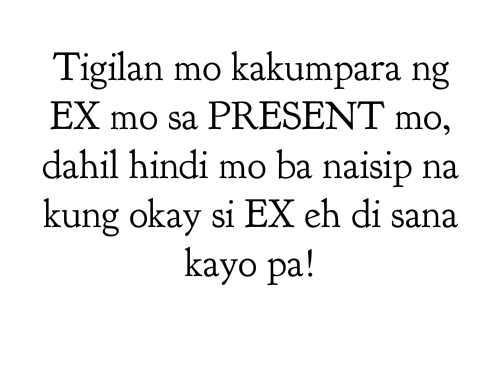 Tigilan mo kakumpara ng
EX mo sa PRESENT mo,
dahil hindi mo ba naisip na
kung okay si EX eh di sana
kayo pa!